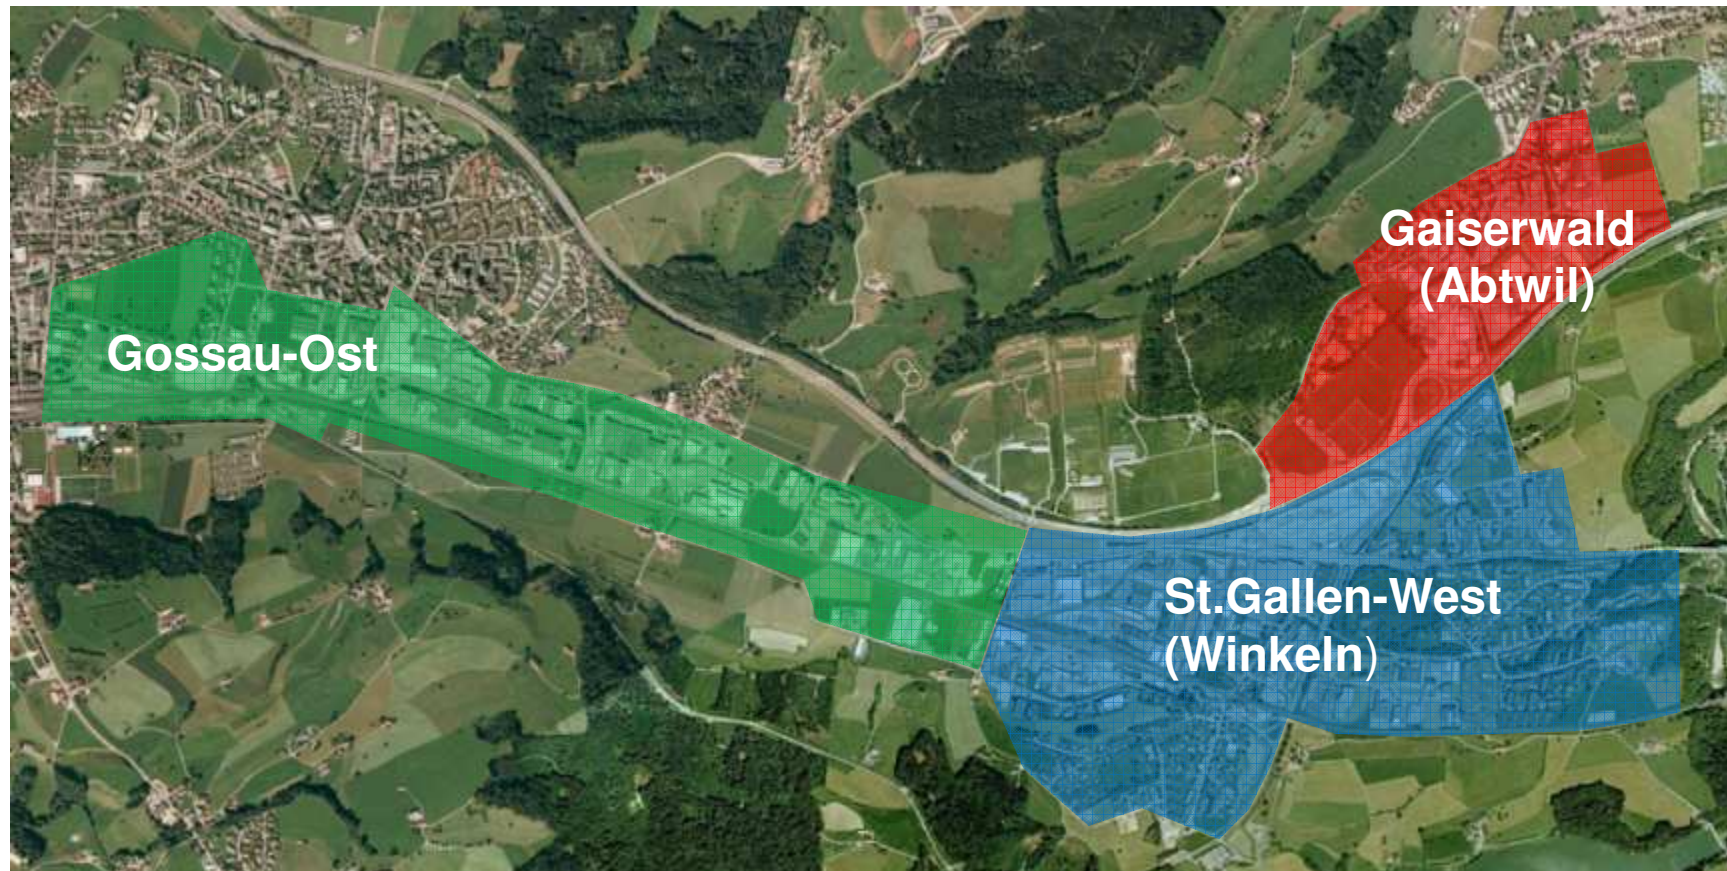 Gossau-Ost
Gaiserwald
(Abtwil)
St.Gallen-West
(Winkeln)